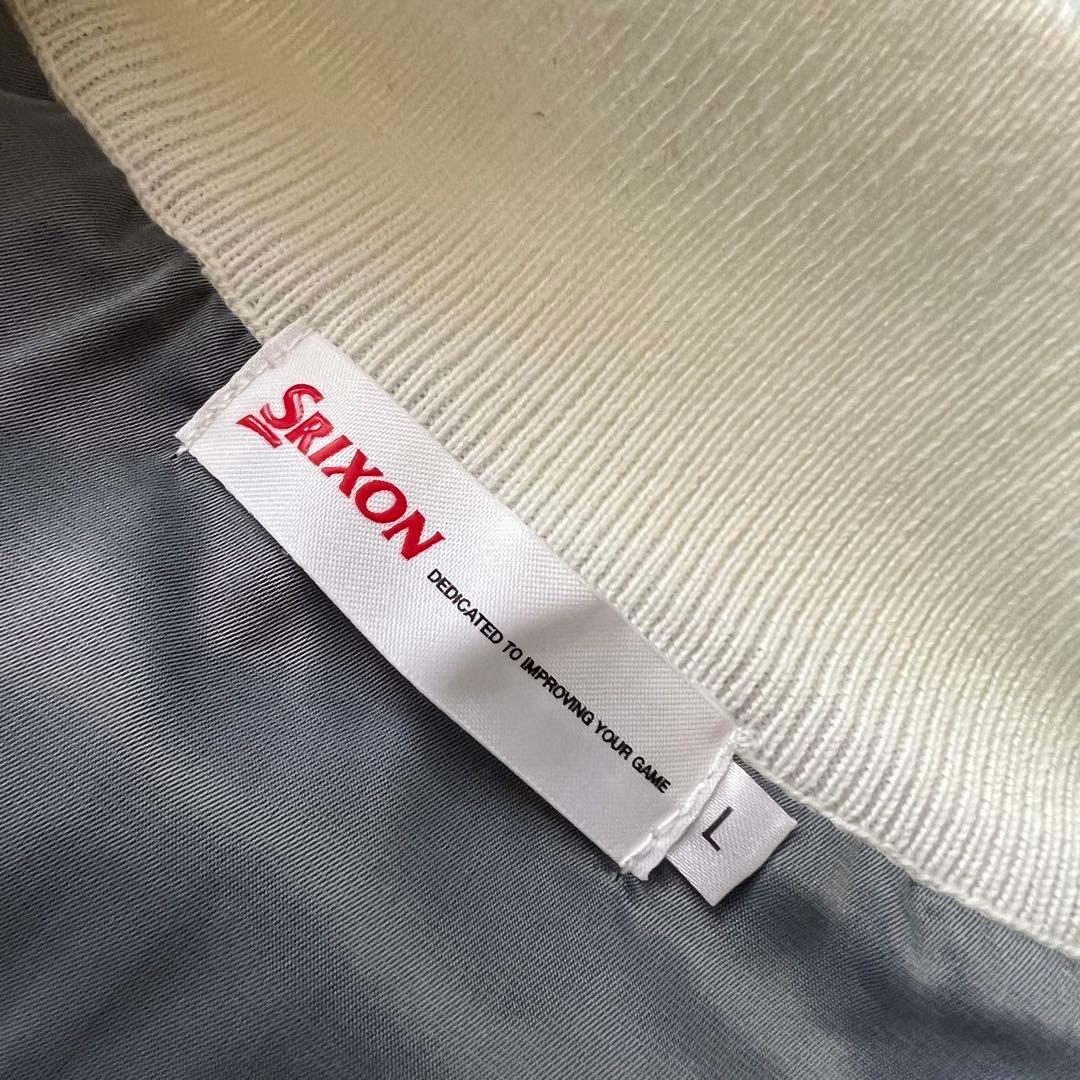 SRIXON
DEDICATED TO IMPROVING YOUR GAME
L